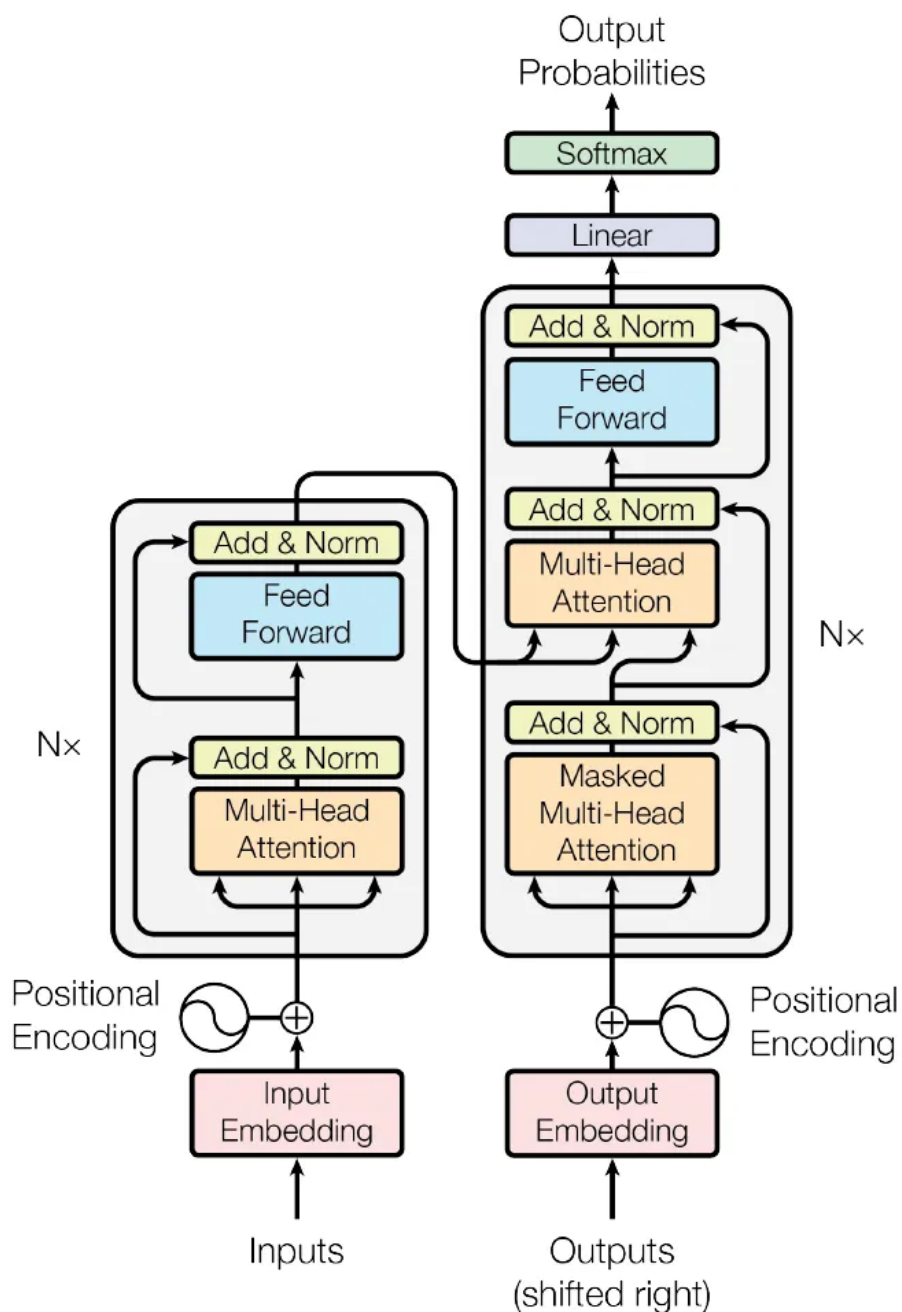 Output
Probabilities
Softmax
Linear
Add & Norm
Feed
Forward
Add & Norm
Multi-Head
Attention
Nx
Add & Norm
Masked
Multi-Head
Attention
Add & Norm
Feed
Forward
Nx
Add & Norm
Multi-Head
Attention
Positional
Encoding
Positional
Encoding
Input
Embedding
Output
Embedding
Inputs
Outputs
(shifted right)